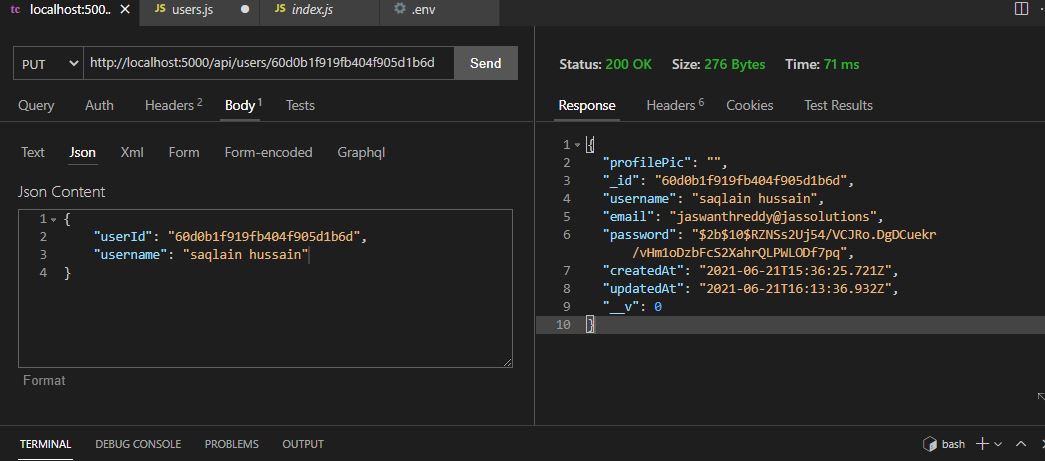 tc localhost:500.. × JS users.js JS index.js .env
PUT http://localhost:5000/api/users/60d0b1f919fb404f905d1b6d Send
Query Auth Headers 2 Body 1 Tests
Text Json Xml Form Form-encoded Graphql
Json Content
1 {
2 "userId": "60d0b1f919fb404f905d1b6d",
3 "username": "saqlain hussain"
4 }
Format
Status: 200 OK Size: 276 Bytes Time: 71 ms
Response Headers 6 Cookies Test Results
1 {
2 "profilePic": "",
3 "_id": "60d0b1f919fb404f905d1b6d",
4 "username": "saqlain hussain",
5 "email": "jaswanthreddy@jassolutions",
6 "password": "$2b$10$RZNSs2Uj54/VCJRo.DgDCuekr
/vHm1oDzbFcS2XahrQLPWLODf7pq",
7 "createdAt": "2021-06-21T15:36:25.721Z",
8 "updatedAt": "2021-06-21T16:13:36.932Z",
9 "__v": 0
10 }
TERMINAL DEBUG CONSOLE PROBLEMS OUTPUT bash